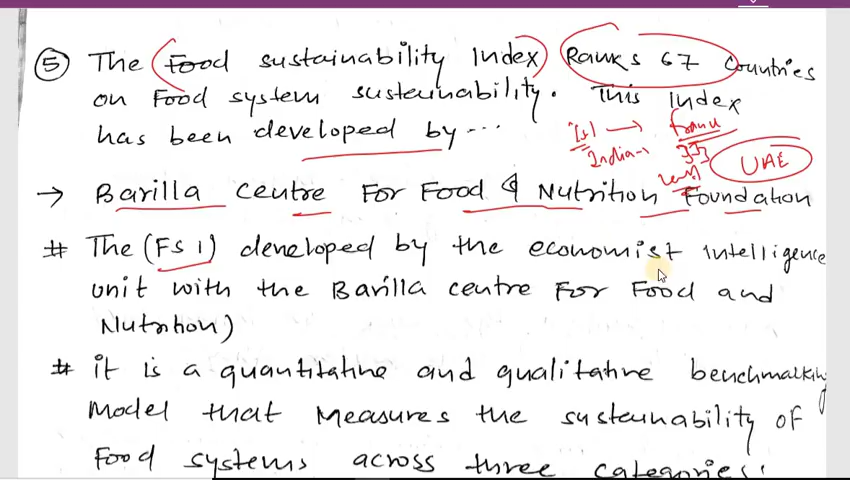 ⑤ The Food sustainability Index Ranks 67 Countries
on Food system sustainability. This Index
has been developed by...
1st → France
India →
33
UAE
→ Barilla centre For Food & Nutrition Foundation
# The (FSI) developed by the economist intelligence
unit with the Barilla centre For Food and
Nutrition)
# it is a quantitative and qualitative benchmarking
Model that Measures the sustainability of
Food systems across three categories: